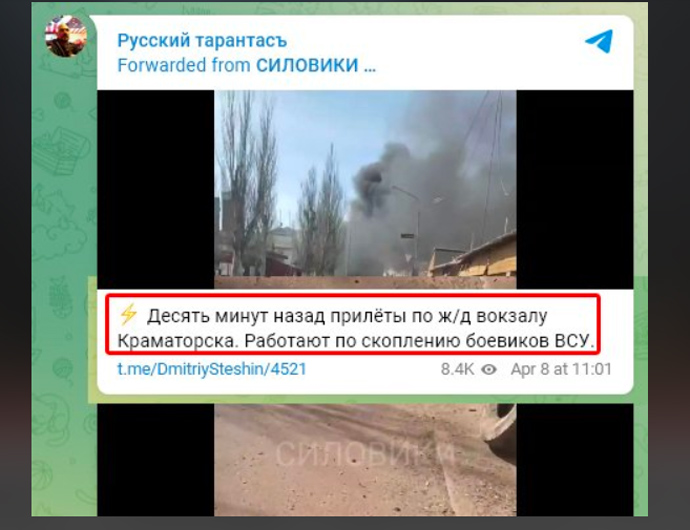 Русский тарантасъ
Forwarded from СИЛОВИКИ ...
⚡ Десять минут назад прилёты по ж/д вокзалу
Краматорска. Работают по скоплению боевиков ВСУ.
t.me/DmitriySteshin/4521 8.4K Apr 8 at 11:01
СИЛОВИКИ